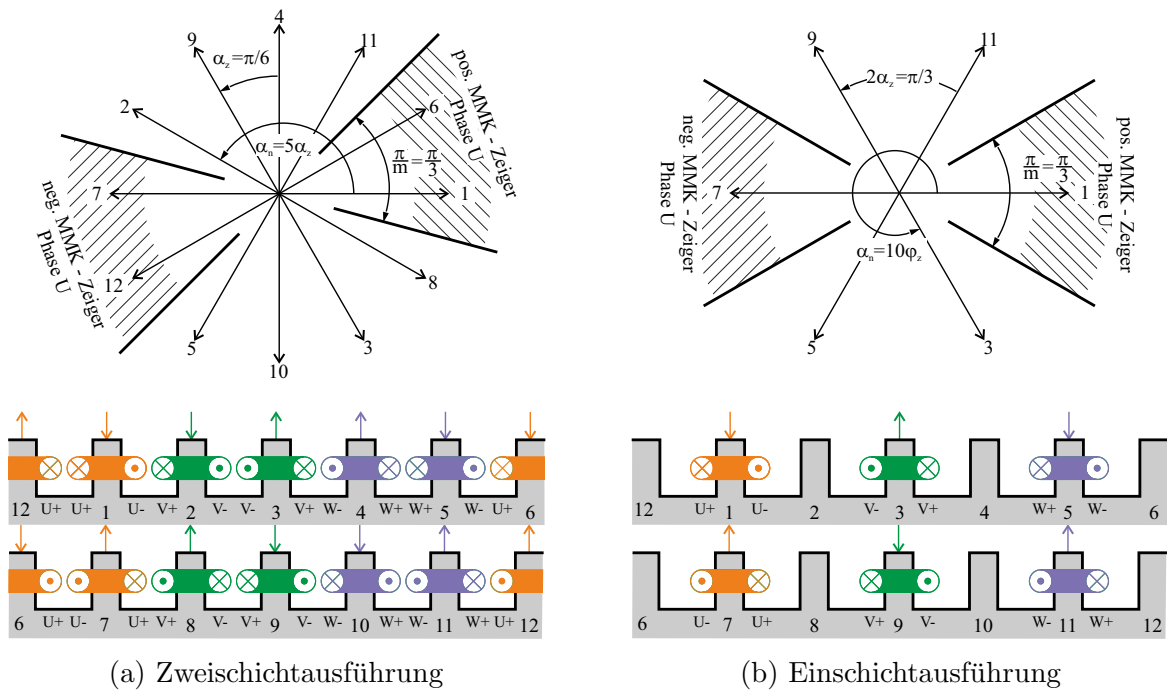 4
9
11
α_z=π/6
2
6
pos. MMK - Zeiger
Phase U
α_n=5α_z
π/m = π/3
7
1
neg. MMK - Zeiger
Phase U
12
8
5
3
10
12 U+ U+ 1 U- V+ 2 V- V- 3 V+ W- 4 W+ W+ 5 W- U+ 6
6 U+ U- 7 U+ V+ 8 V- V+ 9 V- W- 10 W+ W- 11 W+ U+ 12
(a) Zweischichtausführung
9
11
2α_z=π/3
neg. MMK - Zeiger
Phase U
pos. MMK - Zeiger
Phase U
π/m = π/3
7
1
α_n=10φ_z
5
3
12 U+ 1 U- 2 V- 3 V+ 4 W+ 5 W- 6
6 U- 7 U+ 8 V+ 9 V- 10 W- 11 W+ 12
(b) Einschichtausführung